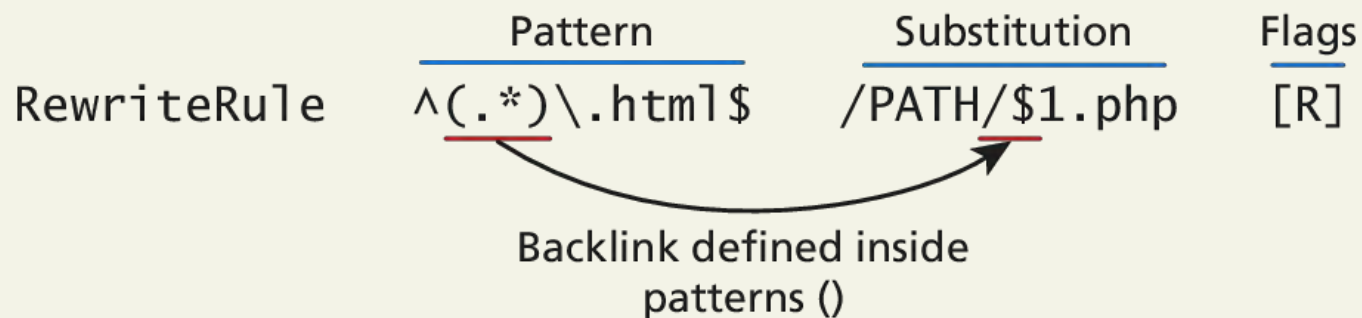 Pattern Substitution Flags
RewriteRule ^(.*)\.html$ /PATH/$1.php [R]
Backlink defined inside
patterns ()